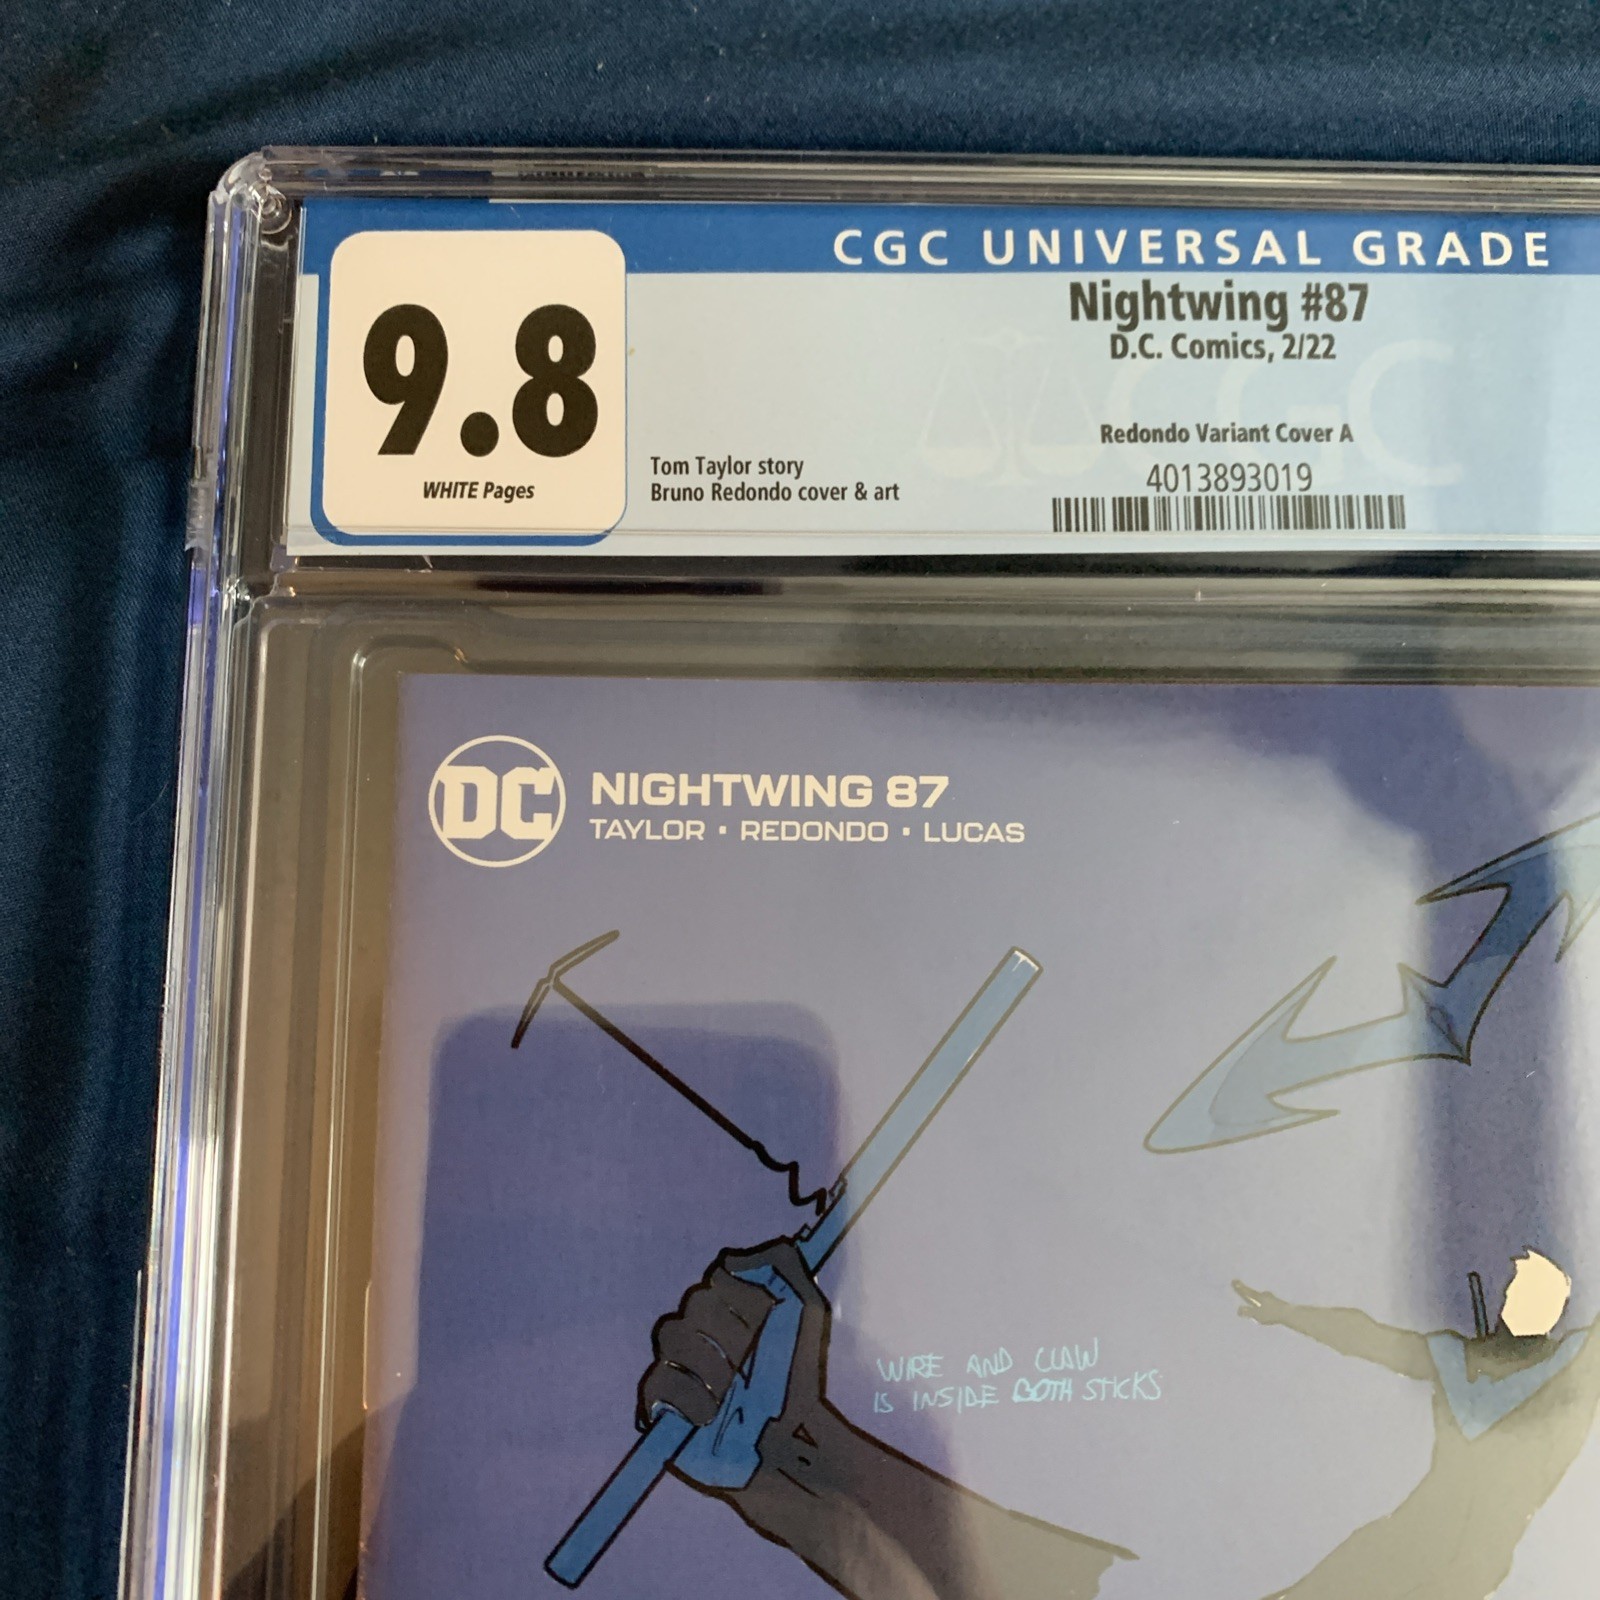 CGC UNIVERSAL GRADE
9.8
WHITE Pages
Nightwing #87
D.C. Comics, 2/22
Redondo Variant Cover A
Tom Taylor story
Bruno Redondo cover & art
4013893019
CGC
DC
NIGHTWING 87
TAYLOR • REDONDO • LUCAS
WIRE AND CLAW
IS INSIDE BOTH STICKS